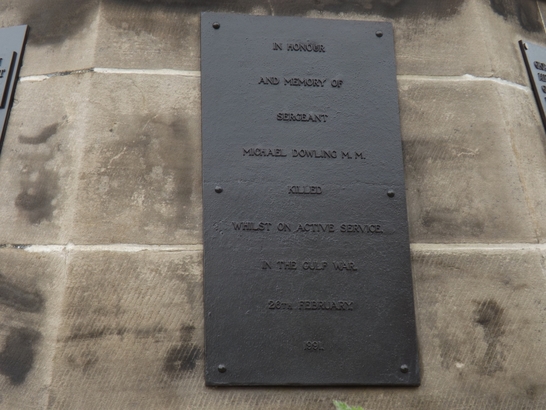 IN HONOUR
AND MEMORY OF
SERGEANT
MICHAEL DOWLING M. M.
KILLED
WHILST ON ACTIVE SERVICE
IN THE GULF WAR.
26TH FEBRUARY
1991.